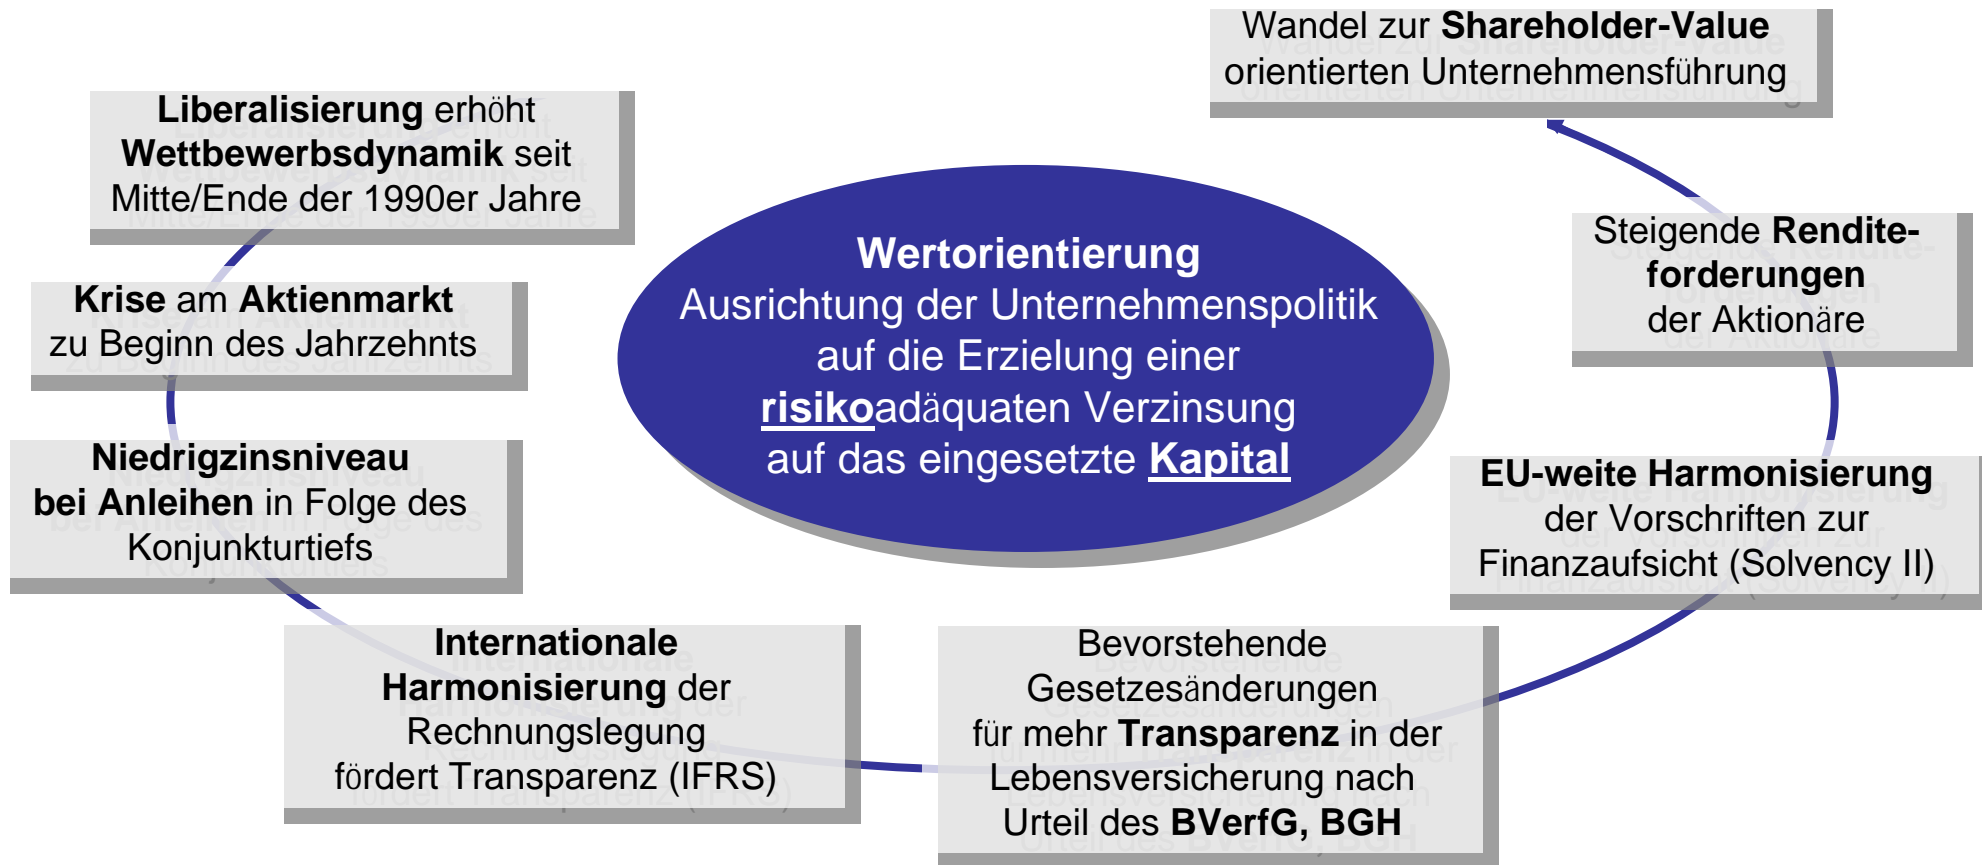 Wandel zur Shareholder-Value
orientierten Unternehmensführung
Liberalisierung erhöht
Wettbewerbsdynamik seit
Mitte/Ende der 1990er Jahre
Krise am Aktienmarkt
zu Beginn des Jahrzehnts
Niedrigzinsniveau
bei Anleihen in Folge des
Konjunkturtiefs
Internationale
Harmonisierung der
Rechnungslegung
fördert Transparenz (IFRS)
Wertorientierung
Ausrichtung der Unternehmenspolitik
auf die Erzielung einer
risikoadäquaten Verzinsung
auf das eingesetzte Kapital
Bevorstehende
Gesetzesänderungen
für mehr Transparenz in der
Lebensversicherung nach
Urteil des BVerfG, BGH
Steigende Rendite-
forderungen
der Aktionäre
EU-weite Harmonisierung
der Vorschriften zur
Finanzaufsicht (Solvency II)